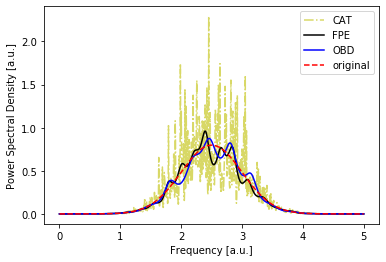 CAT
FPE
OBD
original
Power Spectral Density [a.u.]
2.0
1.5
1.0
0.5
0.0
0 1 2 3 4 5
Frequency [a.u.]